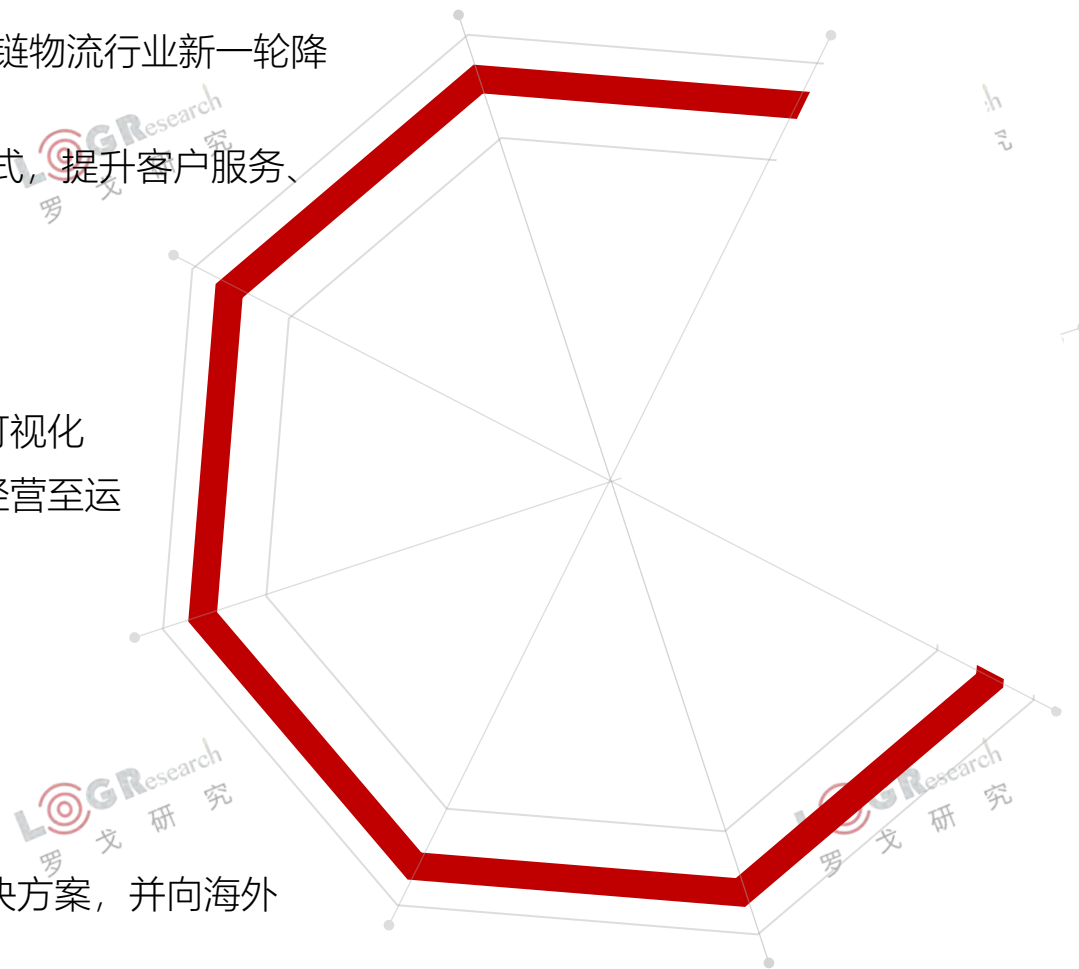 链物流行业新一轮降
LOGResearch
罗戈研究
式，提升客户服务、
可视化
经营至运
LOGResearch
罗戈研究
LOGResearch
罗戈研究
决方案，并向海外